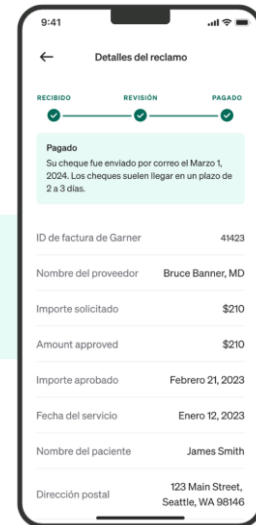 9:41
Detalles del reclamo
RECIBIDO REVISIÓN PAGADO
Pagado
Su cheque fue enviado por correo el Marzo 1,
2024. Los cheques suelen llegar en un plazo de
2 a 3 días.
ID de factura de Garner 41423
Nombre del proveedor Bruce Banner, MD
Importe solicitado $210
Amount approved $210
Importe aprobado Febrero 21, 2023
Fecha del servicio Enero 12, 2023
Nombre del paciente James Smith
Dirección postal 123 Main Street,
Seattle, WA 98146